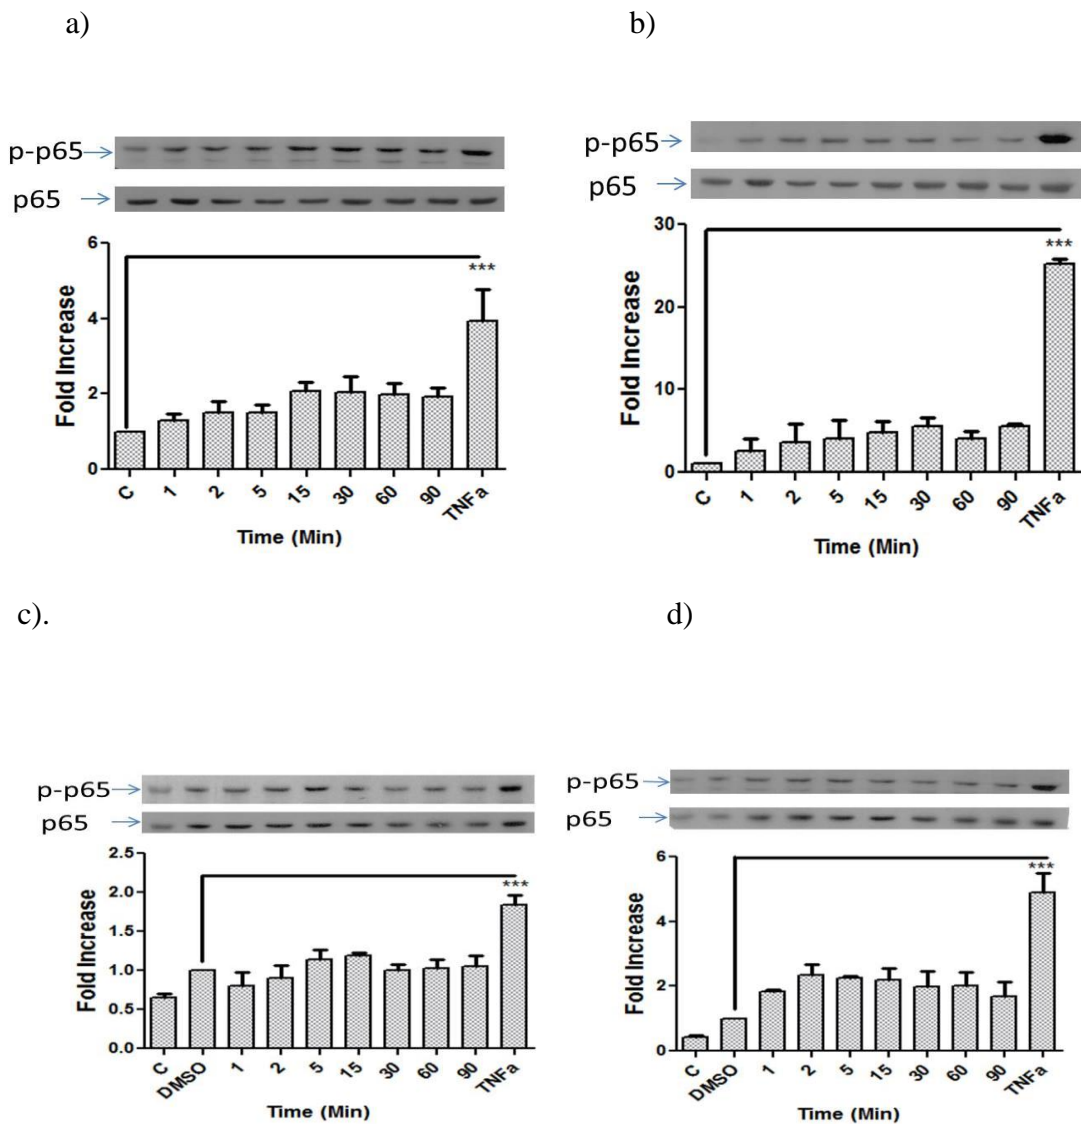 a)
b)
p-p65
p65
6
4
2
0
Fold Increase
***
C
1
2
5
15
30
60
90
TNFa
Time (Min)
p-p65
p65
30
20
10
0
Fold Increase
***
C
1
2
5
15
30
60
90
TNFa
Time (Min)
c).
d)
p-p65
p65
2.5
2.0
1.5
1.0
0.5
0.0
Fold Increase
***
C
DMSO
1
2
5
15
30
60
90
TNFa
Time (Min)
p-p65
p65
6
4
2
0
Fold Increase
***
C
DMSO
1
2
5
15
30
60
90
TNFa
Time (Min)